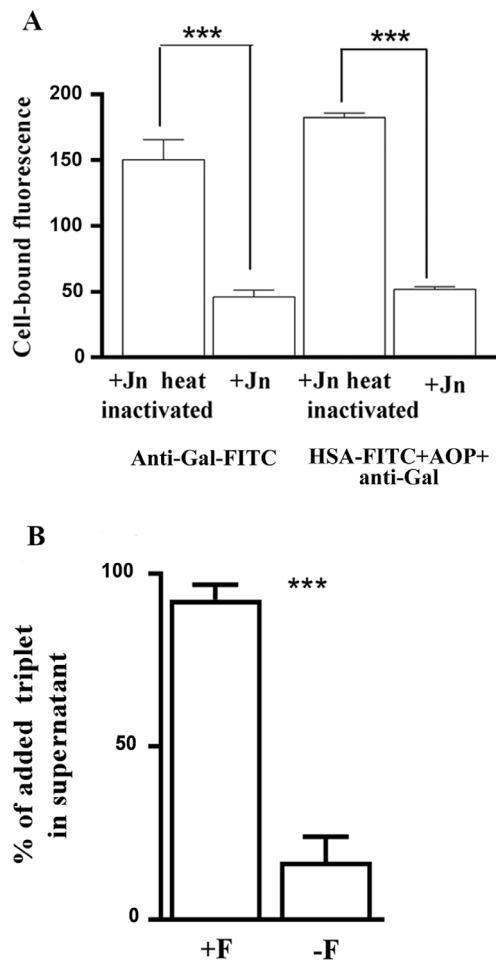 A
***
***
Cell-bound fluorescence
200
150
100
50
0
+Jn heat
inactivated
+Jn
+Jn heat
inactivated
+Jn
Anti-Gal-FITC
HSA-FITC+AOP+
anti-Gal
B
***
% of added triplet
in supernatant
100
50
0
+F
-F